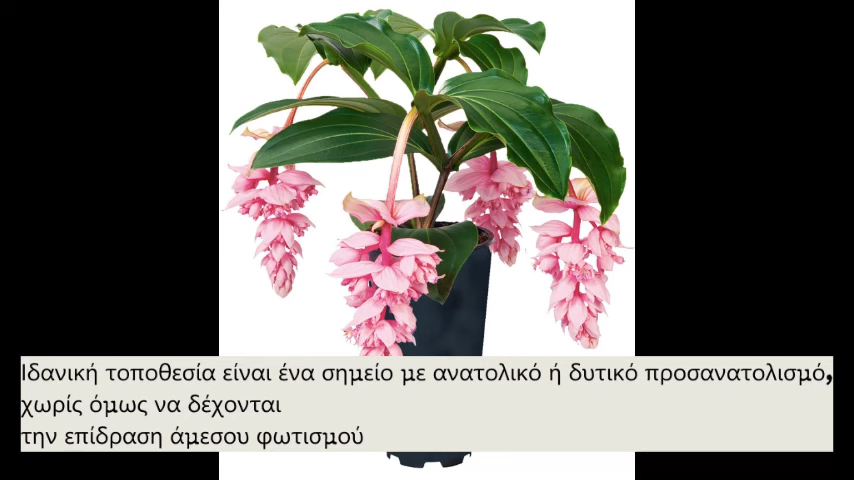 Ιδανική τοποθεσία είναι ένα σημείο με ανατολικό ή δυτικό προσανατολισμό,
χωρίς όμως να δέχονται
την επίδραση άμεσου φωτισμού